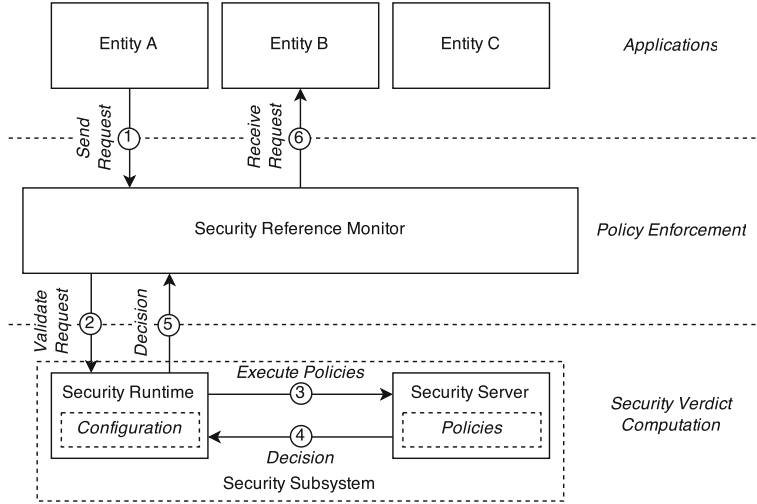 Entity A
Entity B
Entity C
Applications
Send
Request
1
Receive
Request
6
Security Reference Monitor
Policy Enforcement
Validate
Request
2
Decision
5
Security Runtime
Configuration
Execute Policies
3
4
Decision
Security Server
Policies
Security Subsystem
Security Verdict
Computation